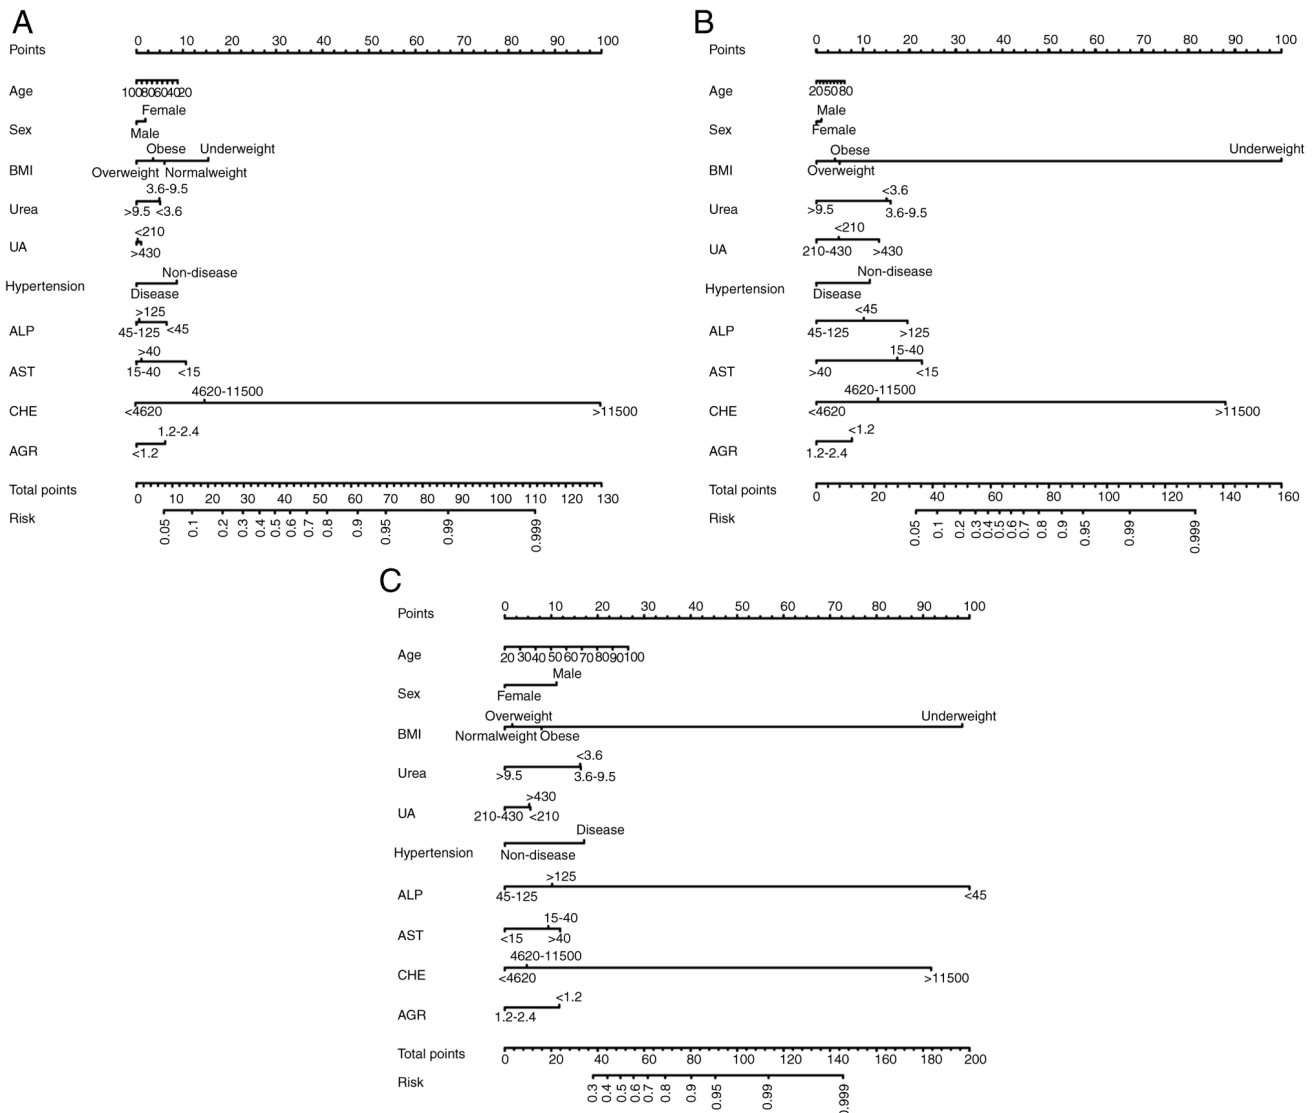 A
Points
0 10 20 30 40 50 60 70 80 90 100
Age
100 80 60 40 20
Female
Sex
Male
Obese Underweight
BMI
Overweight Normalweight
3.6-9.5
Urea
>9.5 <3.6
<210
UA
>430
Non-disease
Hypertension
Disease
>125
ALP
45-125 <45
>40
AST
15-40 <15
4620-11500
CHE
<4620 >11500
1.2-2.4
AGR
<1.2
Total points
0 10 20 30 40 50 60 70 80 90 100 110 120 130
Risk
0.05 0.1 0.2 0.3 0.4 0.5 0.6 0.7 0.8 0.9 0.95 0.99 0.999
B
Points
0 10 20 30 40 50 60 70 80 90 100
Age
20 50 80
Male
Sex
Female
Obese Underweight
BMI
Overweight
<3.6
Urea
>9.5 3.6-9.5
<210
UA
210-430 >430
Non-disease
Hypertension
Disease
<45
ALP
45-125 >125
15-40
AST
>40 <15
4620-11500
CHE
<4620 >11500
<1.2
AGR
1.2-2.4
Total points
0 20 40 60 80 100 120 140 160
Risk
0.05 0.1 0.2 0.3 0.4 0.5 0.6 0.7 0.8 0.9 0.95 0.99 0.999
C
Points
0 10 20 30 40 50 60 70 80 90 100
Age
20 30 40 50 60 70 80 90 100
Male
Sex
Female
Overweight Underweight
BMI
Normalweight Obese
<3.6
Urea
>9.5 3.6-9.5
>430
UA
210-430 <210
Disease
Hypertension
Non-disease
>125
ALP
45-125 <45
15-40
AST
<15 >40
4620-11500
CHE
<4620 >11500
<1.2
AGR
1.2-2.4
Total points
0 20 40 60 80 100 120 140 160 180 200
Risk
0.3 0.4 0.5 0.6 0.7 0.8 0.9 0.95 0.99 0.999